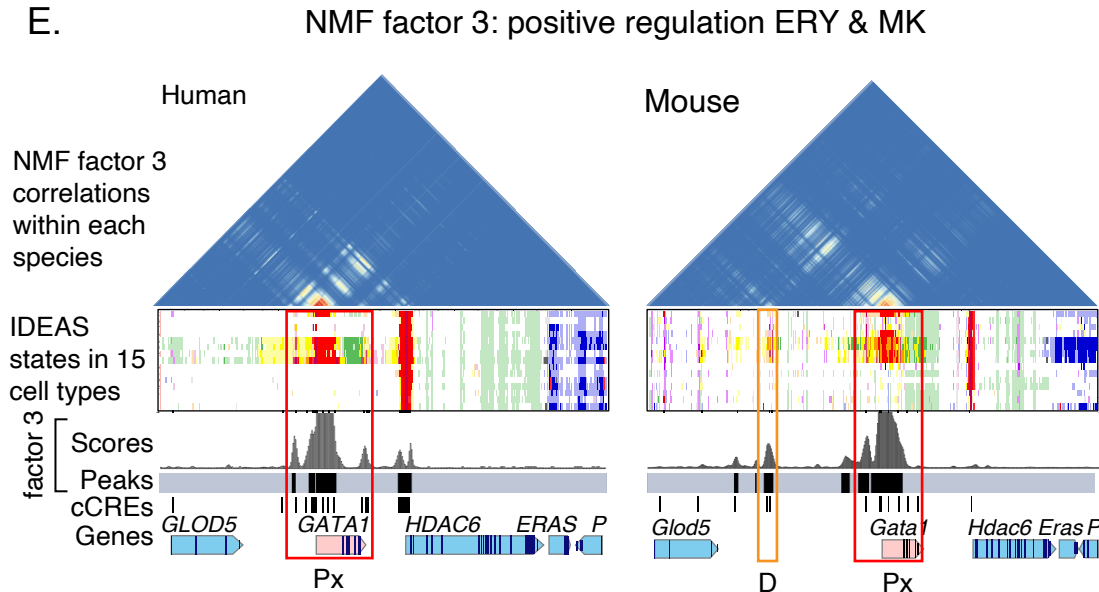 E.
NMF factor 3: positive regulation ERY & MK
Human
Mouse
NMF factor 3
correlations
within each
species
IDEAS
states in 15
cell types
factor 3
Scores
Peaks
cCREs
Genes
GLOD5
GATA1
HDAC6
ERAS
P
Glod5
Gata1
Hdac6
Eras
P
Px
D
Px